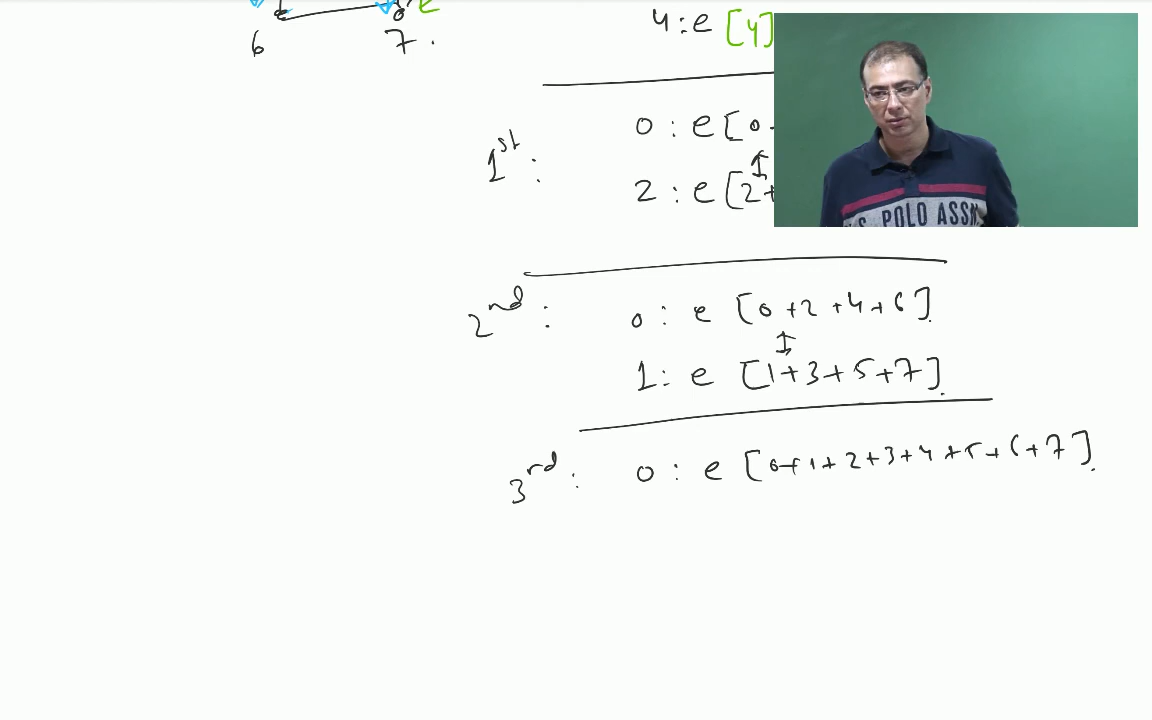 4 : e [4]
6 7 .
1st : 0 : e [0
2 : e [2+
S. POLO ASSN.
2nd : 0 : e [0+2+4+6].
1 : e [1+3+5+7].
3rd : 0 : e [0+1+2+3+4+5+6+7].